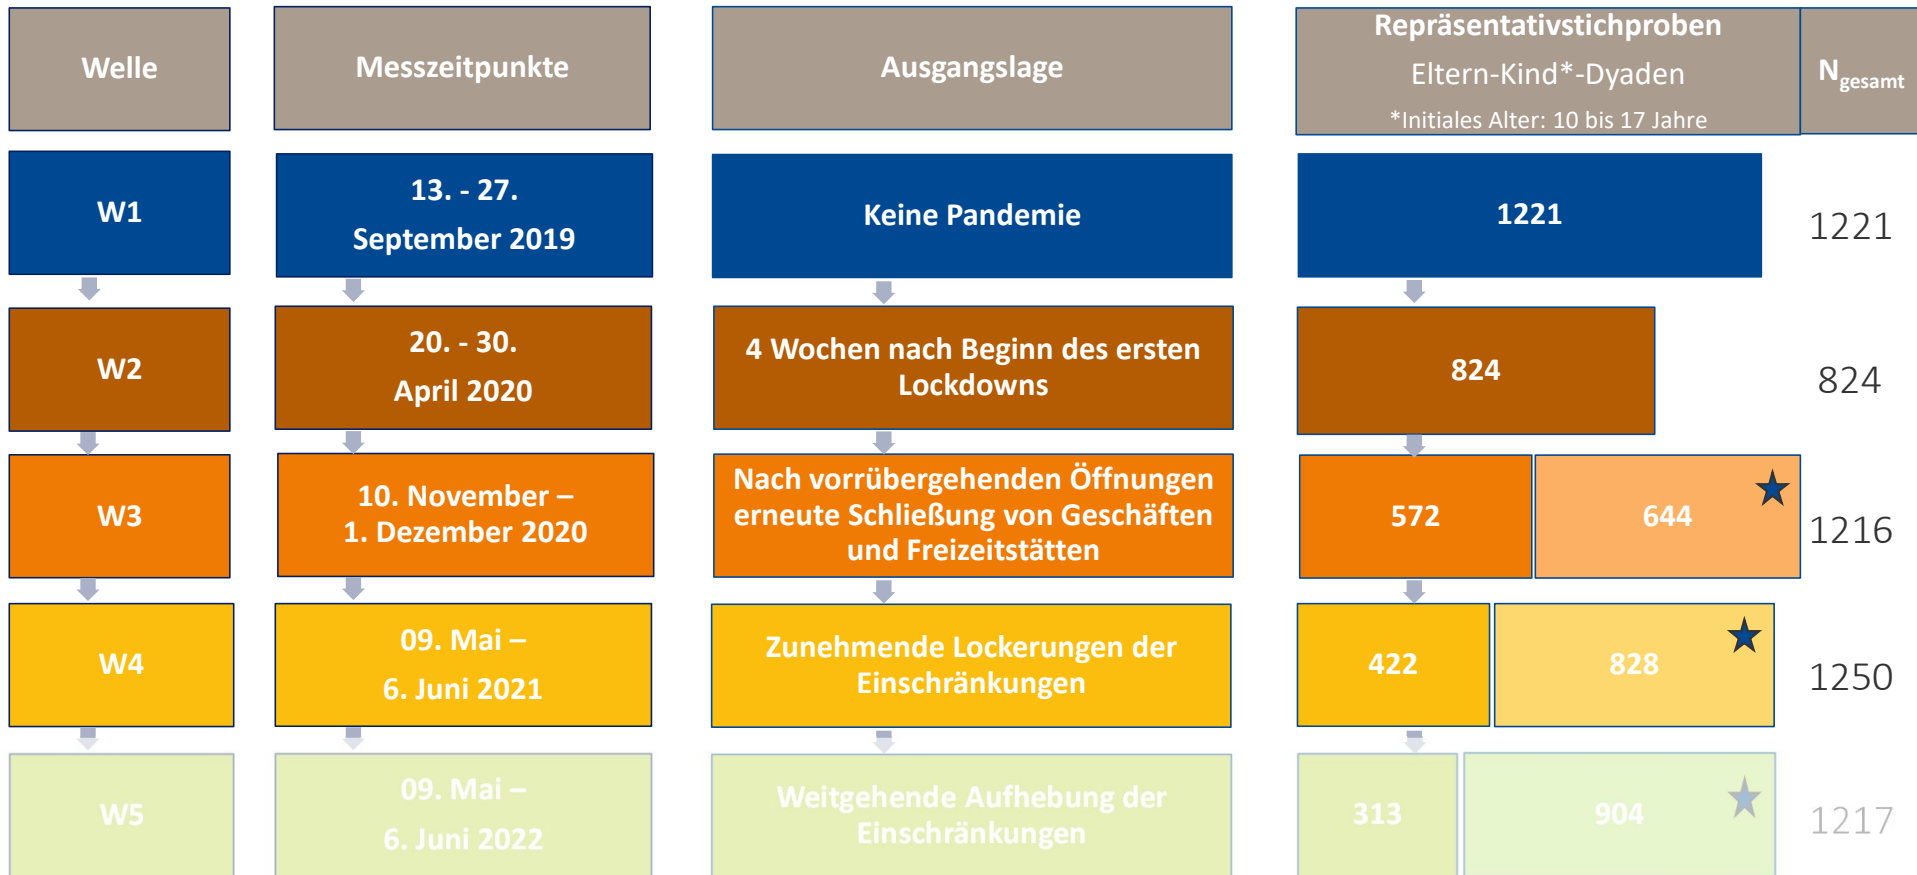 Welle
Messzeitpunkte
Ausgangslage
Repräsentativstichproben
Eltern-Kind*-Dyaden
*Initiales Alter: 10 bis 17 Jahre
Ngesamt
W1
13. - 27.
September 2019
Keine Pandemie
1221
1221
W2
20. - 30.
April 2020
4 Wochen nach Beginn des ersten
Lockdowns
824
824
W3
10. November –
1. Dezember 2020
Nach vorrübergehenden Öffnungen
erneute Schließung von Geschäften
und Freizeitstätten
572
644
1216
W4
09. Mai –
6. Juni 2021
Zunehmende Lockerungen der
Einschränkungen
422
828
1250
W5
09. Mai –
6. Juni 2022
Weitgehende Aufhebung der
Einschränkungen
313
904
1217